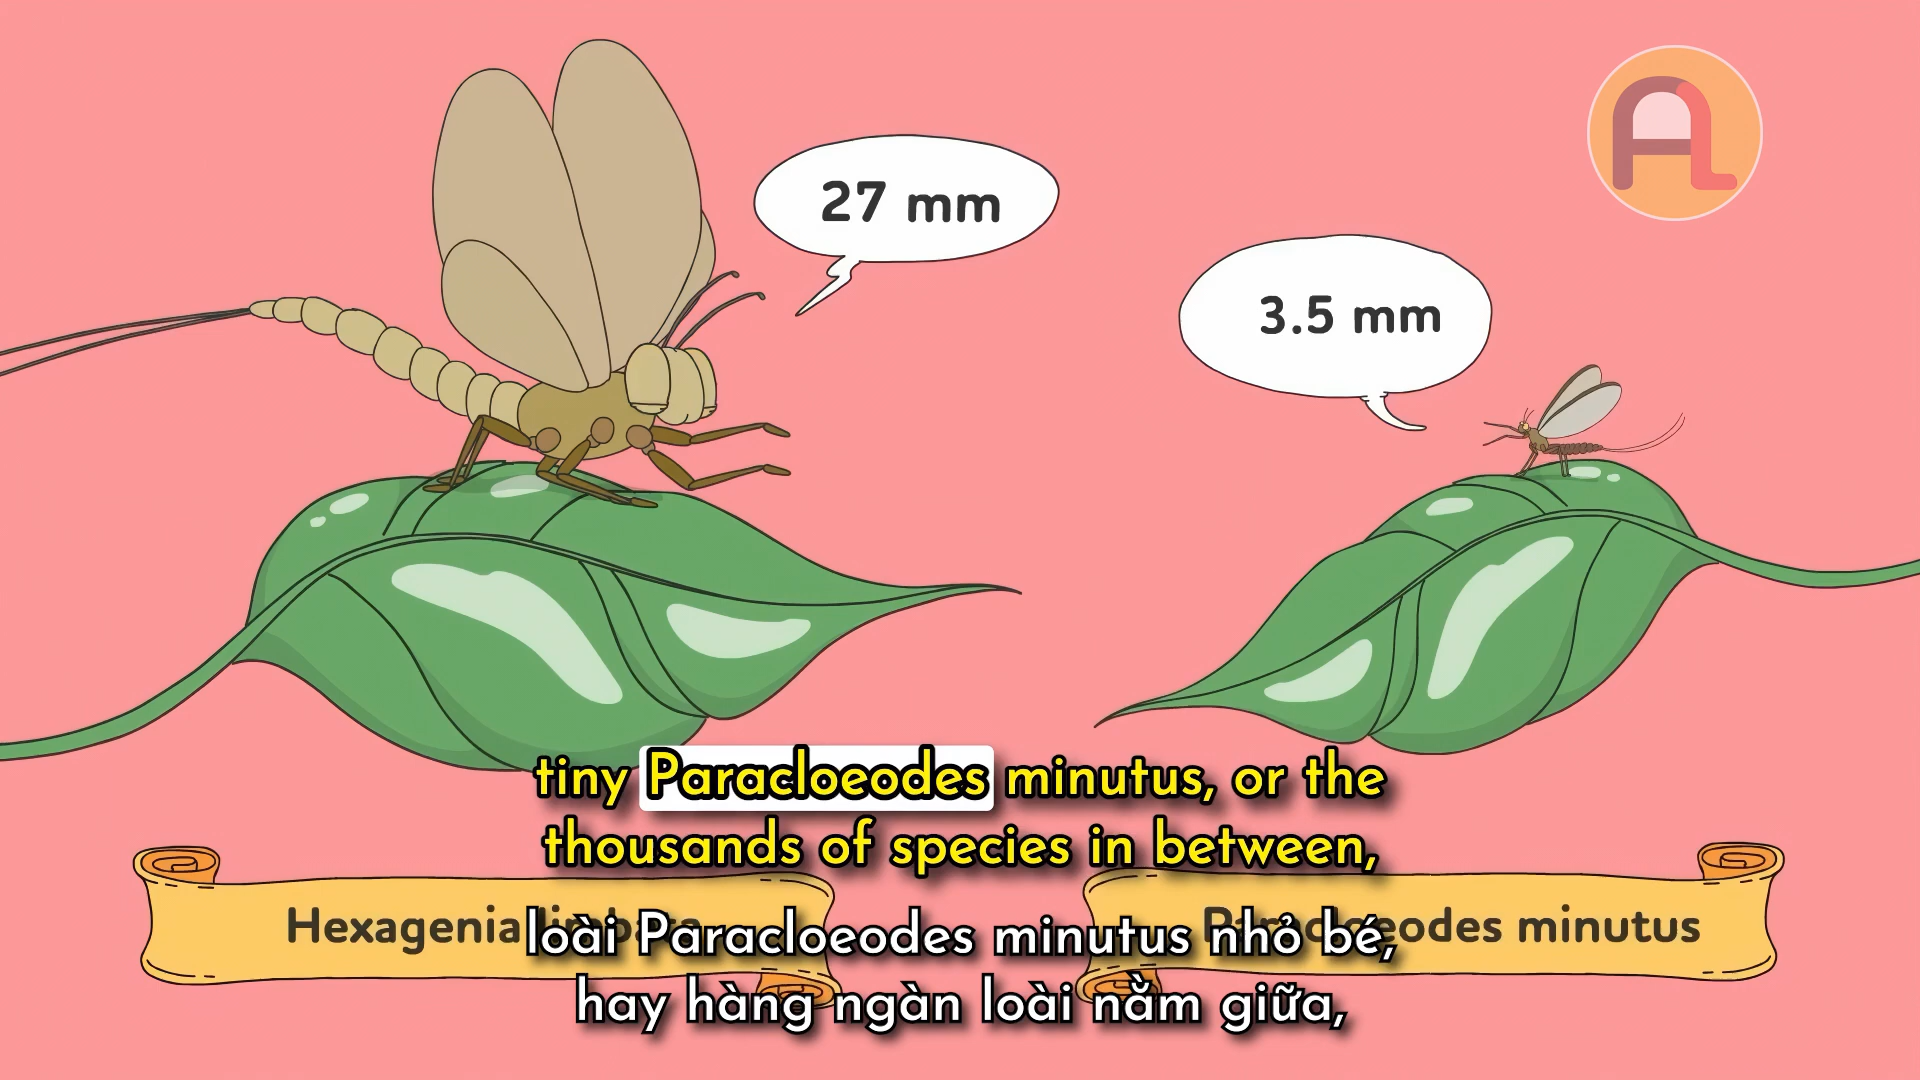 27 mm
3.5 mm
tiny Paracloeodes minutus, or the
thousands of species in between,
Hexagenia
Paracloeodes minutus
loài Paracloeodes minutus nhỏ bé,
hay hàng ngàn loài nằm giữa,